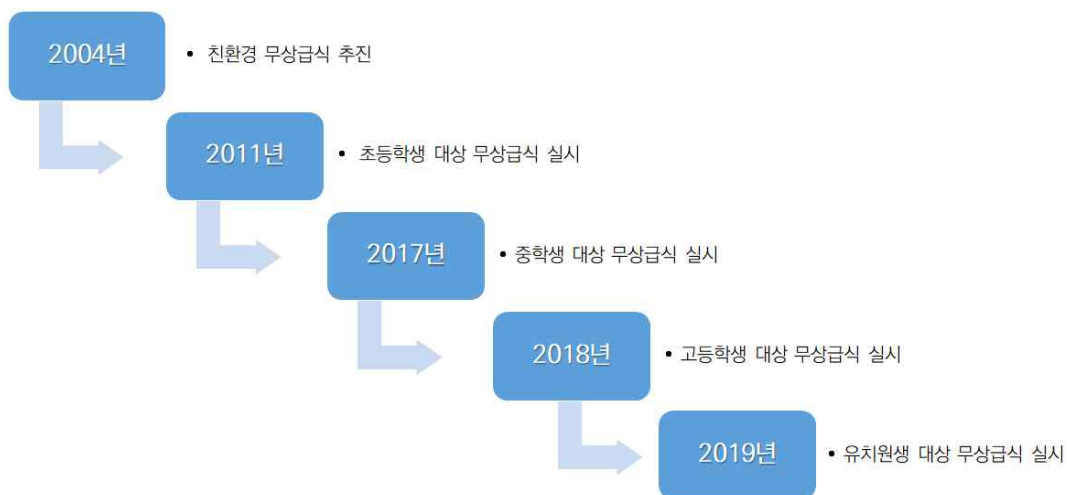 2004년
• 친환경 무상급식 추진
2011년
• 초등학생 대상 무상급식 실시
2017년
• 중학생 대상 무상급식 실시
2018년
• 고등학생 대상 무상급식 실시
2019년
• 유치원생 대상 무상급식 실시